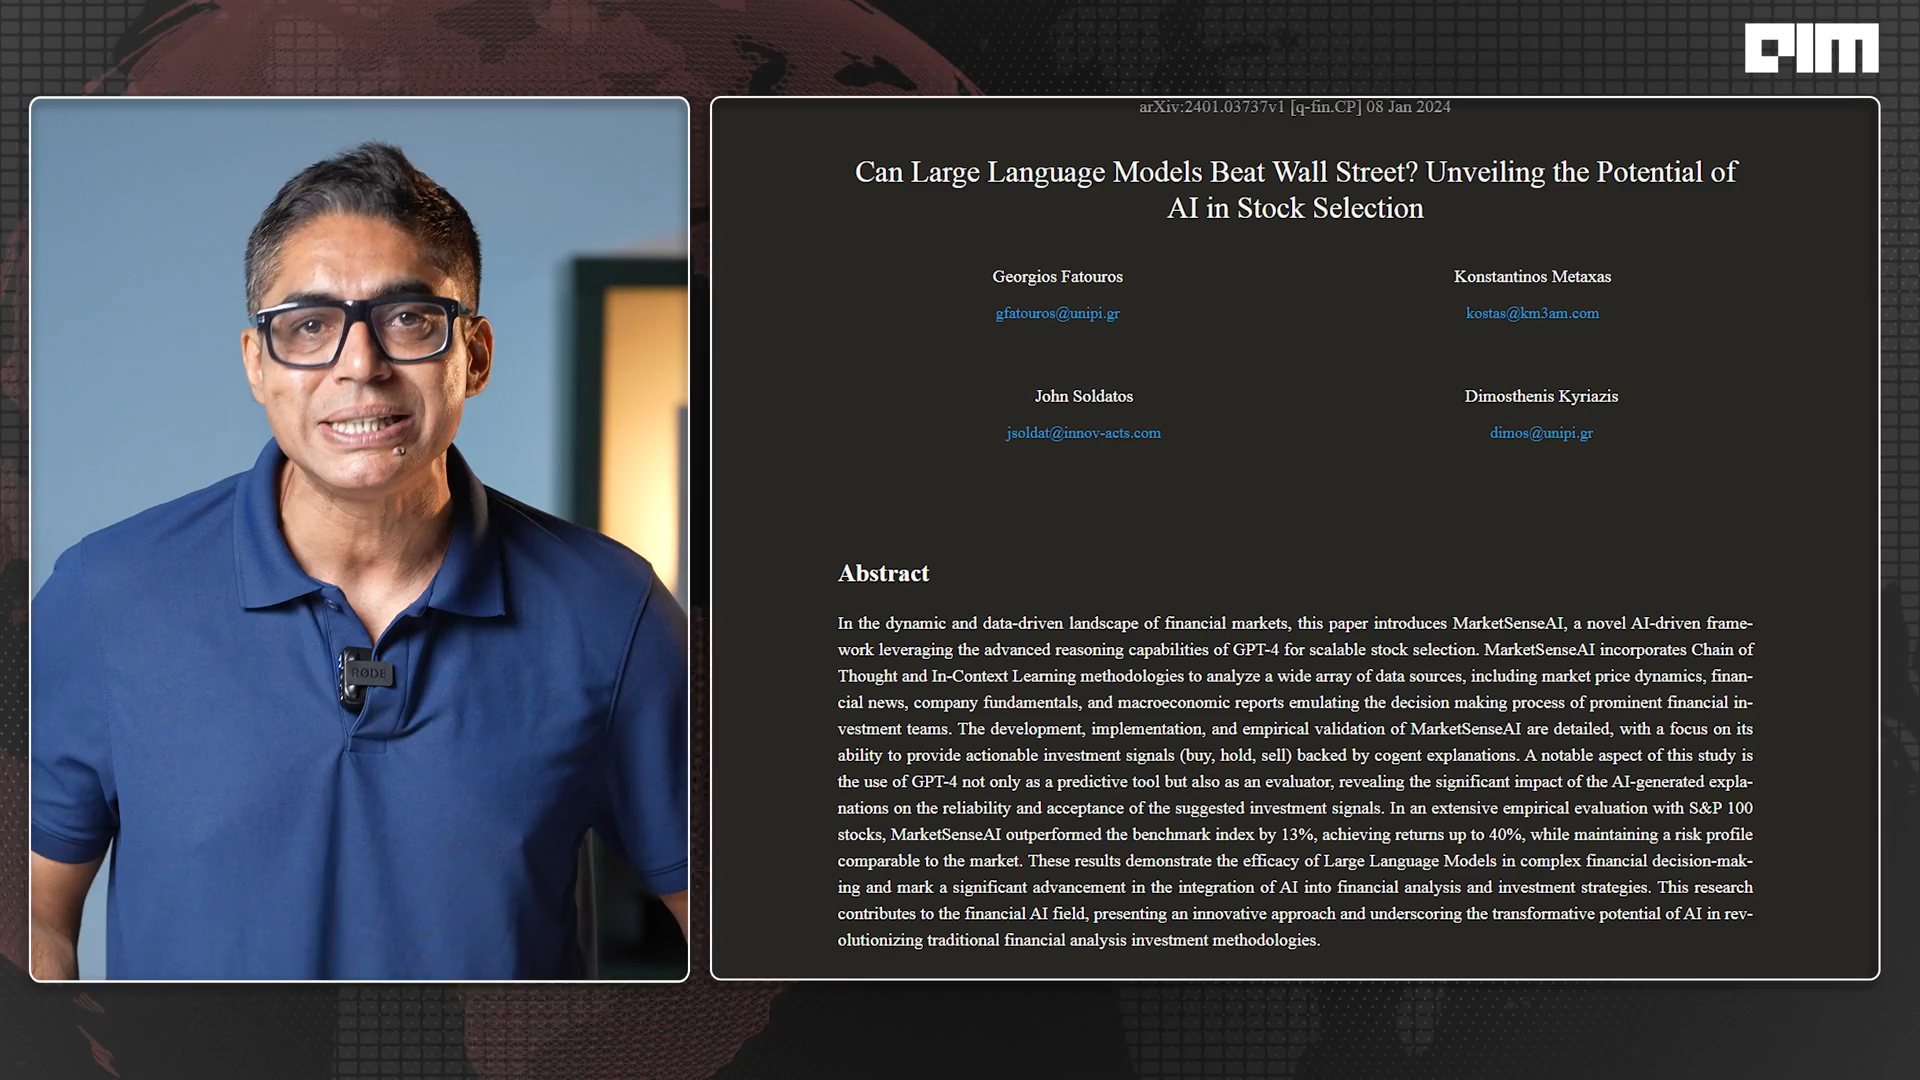 AIM
arXiv:2401.03737v1 [q-fin.CP] 08 Jan 2024
Can Large Language Models Beat Wall Street? Unveiling the Potential of
AI in Stock Selection
Georgios Fatouros
Konstantinos Metaxas
gfatouros@unipi.gr
kostas@km3am.com
John Soldatos
Dimosthenis Kyriazis
jsoldat@innov-acts.com
dimos@unipi.gr
Abstract
In the dynamic and data-driven landscape of financial markets, this paper introduces MarketSenseAI, a novel AI-driven frame-
work leveraging the advanced reasoning capabilities of GPT-4 for scalable stock selection. MarketSenseAI incorporates Chain of
Thought and In-Context Learning methodologies to analyze a wide array of data sources, including market price dynamics, finan-
cial news, company fundamentals, and macroeconomic reports emulating the decision making process of prominent financial in-
vestment teams. The development, implementation, and empirical validation of MarketSenseAI are detailed, with a focus on its
ability to provide actionable investment signals (buy, hold, sell) backed by cogent explanations. A notable aspect of this study is
the use of GPT-4 not only as a predictive tool but also as an evaluator, revealing the significant impact of the AI-generated expla-
nations on the reliability and acceptance of the suggested investment signals. In an extensive empirical evaluation with S&P 100
stocks, MarketSenseAI outperformed the benchmark index by 13%, achieving returns up to 40%, while maintaining a risk profile
comparable to the market. These results demonstrate the efficacy of Large Language Models in complex financial decision-mak-
ing and mark a significant advancement in the integration of AI into financial analysis and investment strategies. This research
contributes to the financial AI field, presenting an innovative approach and underscoring the transformative potential of AI in rev-
olutionizing traditional financial analysis investment methodologies.
RØDE